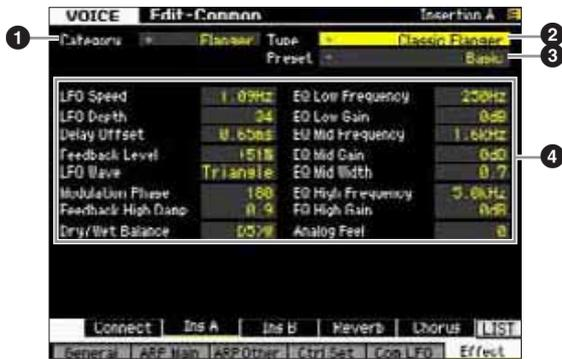 VOICE Edit-Common Insertion A
1 Category Flanger Type Classic Flanger 2
Preset Basic 3
LFO Speed 1.09Hz EQ Low Frequency 250Hz
LFO Depth 34 EQ Low Gain 0dB
Delay Offset 0.65ms EQ Mid Frequency 1.6kHz
Feedback Level +51% EQ Mid Gain 0dB 4
LFO Wave Triangle EQ Mid Width 0.7
Modulation Phase 180 EQ High Frequency 5.0kHz
Feedback High Damp 0.9 EQ High Gain 0dB
Dry/Wet Balance Analog Feel 0
Connect Ins A Ins B Reverb Chorus LIST
General ARP Main ARP Other Ctrl Set Com LFO Effect